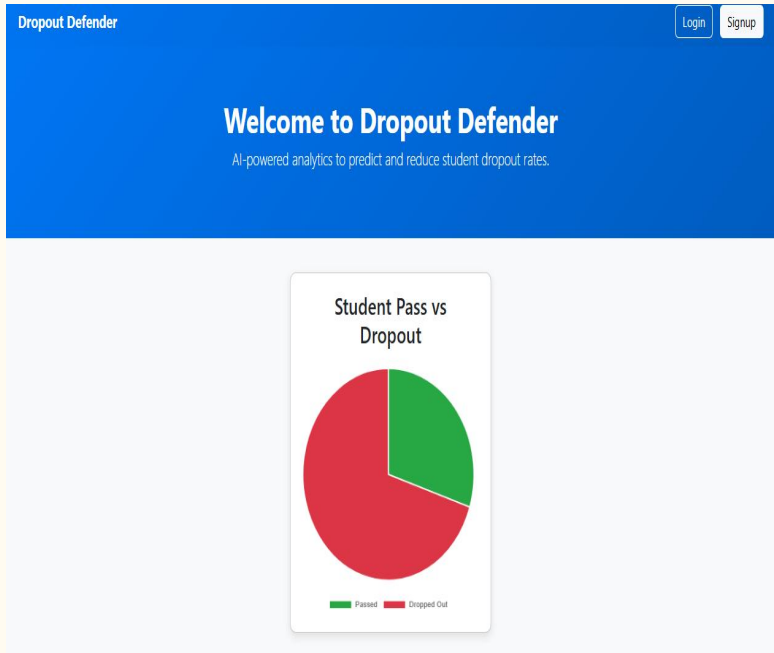 Dropout Defender
Login
Signup
Welcome to Dropout Defender
AI-powered analytics to predict and reduce student dropout rates.
Student Pass vs
Dropout
Passed
Dropped Out